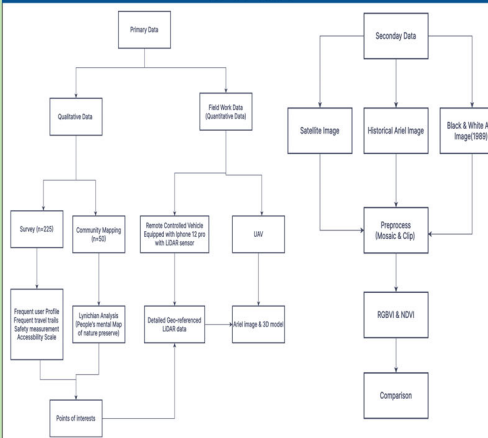 Primary Data
Seconday Data
Qualitative Data
Field Work Data
(Quantitative Data)
Satellite Image
Historical Ariel Image
Black & White A
Image(1989)
Survey (n=225)
Community Mapping
(n=50)
Remote Controlled Vehicle
Equipped with Iphone 12 pro
with LiDAR sensor
UAV
Preprocess
(Mosaic & Clip)
Frequent user Profile
Frequent travel trails
Safety measurement
Accessbility Scale
Lynichian Analysis
(People's mental Map
of nature preserve)
Detailed Geo-referenced
LiDAR data
Ariel image & 3D model
RGBVI & NDVI
Comparison
Points of interests